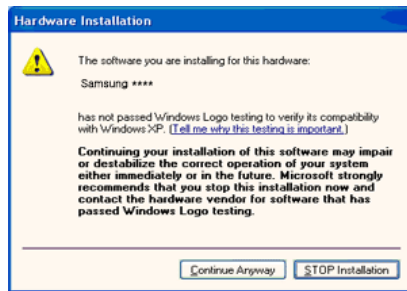 Hardware Installation
The software you are installing for this hardware:
Samsung ****
has not passed Windows Logo testing to verify its compatibility
with Windows XP. (Tell me why this testing is important.)
Continuing your installation of this software may impair
or destabilize the correct operation of your system
either immediately or in the future. Microsoft strongly
recommends that you stop this installation now and
contact the hardware vendor for software that has
passed Windows Logo testing.
Continue Anyway STOP Installation